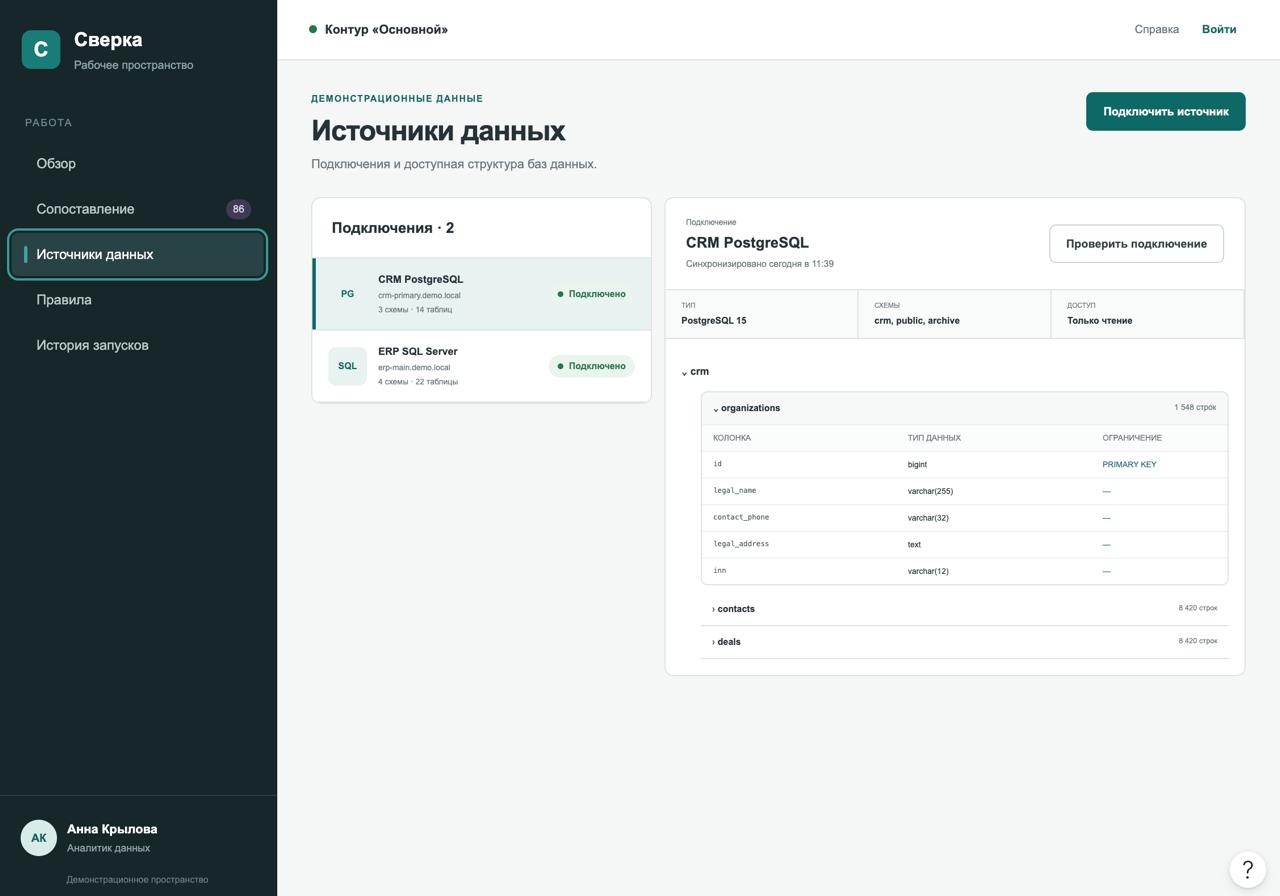 С
Сверка
Рабочее пространство
РАБОТА
Обзор
Сопоставление 86
Источники данных
Правила
История запусков
АК
Анна Крылова
Аналитик данных
Демонстрационное пространство
Контур «Основной»
Справка Войти
ДЕМОНСТРАЦИОННЫЕ ДАННЫЕ
Источники данных
Подключения и доступная структура баз данных.
Подключить источник
Подключения · 2
PG
CRM PostgreSQL
crm-primary.demo.local
3 схемы · 14 таблиц
Подключено
SQL
ERP SQL Server
erp-main.demo.local
4 схемы · 22 таблицы
Подключено
Подключение
CRM PostgreSQL
Синхронизировано сегодня в 11:39
Проверить подключение
ТИП
PostgreSQL 15
СХЕМЫ
crm, public, archive
ДОСТУП
Только чтение
⌄ crm
⌄ organizations 1 548 строк
КОЛОНКА ТИП ДАННЫХ ОГРАНИЧЕНИЕ
id bigint PRIMARY KEY
legal_name varchar(255) —
contact_phone varchar(32) —
legal_address text —
inn varchar(12) —
› contacts 8 420 строк
› deals 8 420 строк
?